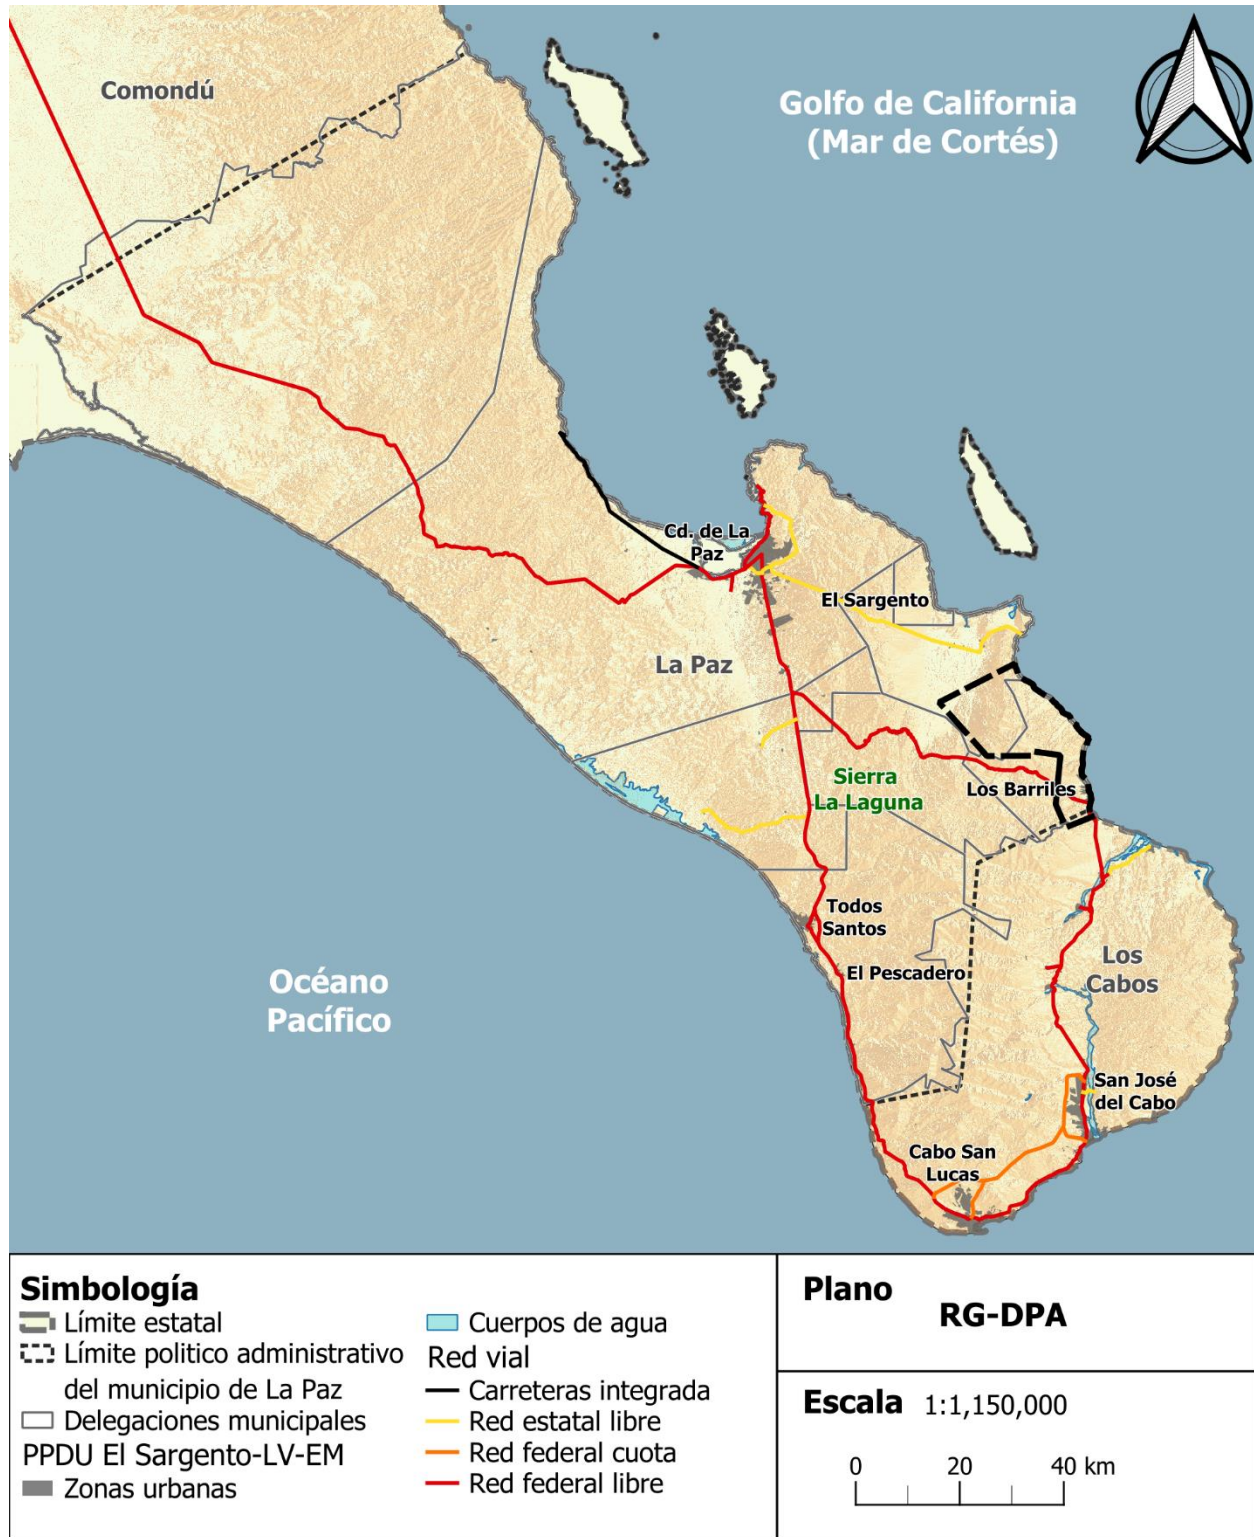 Comondú
Golfo de California
(Mar de Cortés)
Cd. de La
Paz
El Sargento
La Paz
Sierra
La Laguna
Los Barriles
Todos
Santos
El Pescadero
Los
Cabos
Océano
Pacífico
San José
del Cabo
Cabo San
Lucas
Simbología
Límite estatal
Límite politico administrativo
del municipio de La Paz
Delegaciones municipales
PPDU El Sargento-LV-EM
Zonas urbanas
Cuerpos de agua
Red vial
Carreteras integrada
Red estatal libre
Red federal cuota
Red federal libre
Plano
RG-DPA
Escala 1:1,150,000
0 20 40 km